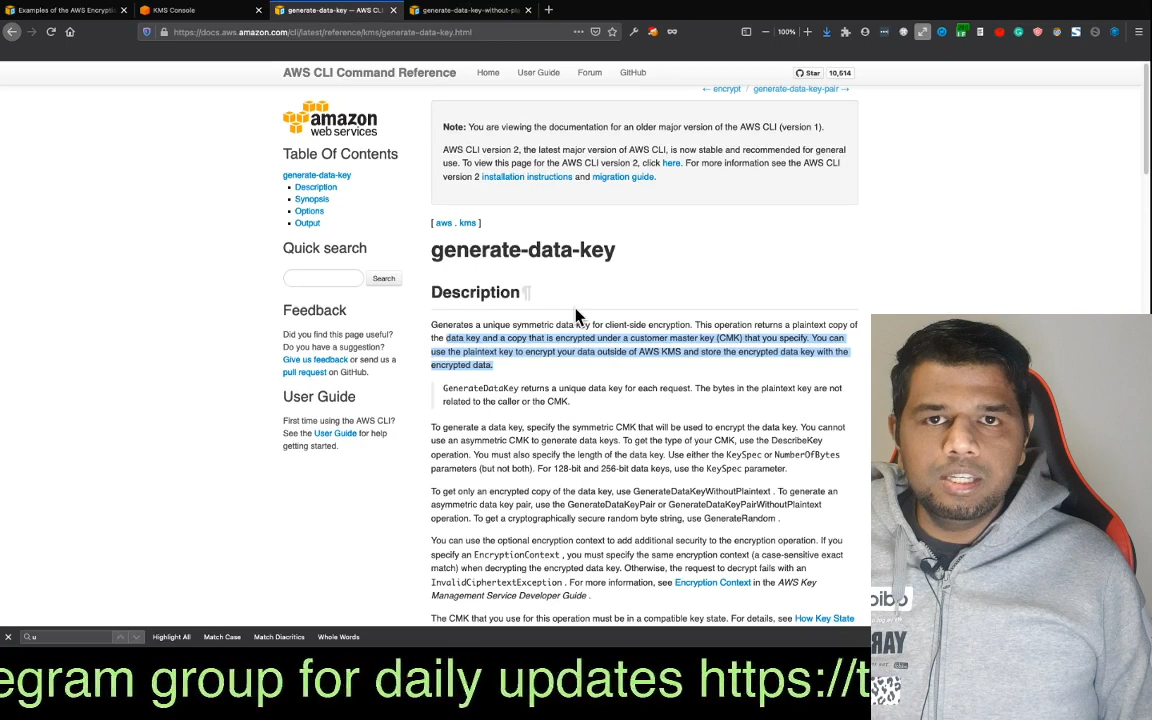 Examples of the AWS Encrypti
KMS Console
generate-data-key — AWS CLI
generate-data-key-without-pl
https://docs.aws.amazon.com/cli/latest/reference/kms/generate-data-key.html
100%
AWS CLI Command Reference
Home
User Guide
Forum
GitHub
Star
10,514
← encrypt / generate-data-key-pair →
amazon
web services
Table Of Contents
generate-data-key
Description
Synopsis
Options
Output
Quick search
Search
Feedback
Did you find this page useful?
Do you have a suggestion?
Give us feedback or send us a
pull request on GitHub.
User Guide
First time using the AWS CLI?
See the User Guide for help
getting started.
Note: You are viewing the documentation for an older major version of the AWS CLI (version 1).
AWS CLI version 2, the latest major version of AWS CLI, is now stable and recommended for general
use. To view this page for the AWS CLI version 2, click here. For more information see the AWS CLI
version 2 installation instructions and migration guide.
[ aws . kms ]
generate-data-key
Description¶
Generates a unique symmetric data key for client-side encryption. This operation returns a plaintext copy of
the data key and a copy that is encrypted under a customer master key (CMK) that you specify. You can
use the plaintext key to encrypt your data outside of AWS KMS and store the encrypted data key with the
encrypted data.
GenerateDataKey returns a unique data key for each request. The bytes in the plaintext key are not
related to the caller or the CMK.
To generate a data key, specify the symmetric CMK that will be used to encrypt the data key. You cannot
use an asymmetric CMK to generate data keys. To get the type of your CMK, use the DescribeKey
operation. You must also specify the length of the data key. Use either the KeySpec or NumberOfBytes
parameters (but not both). For 128-bit and 256-bit data keys, use the KeySpec parameter.
To get only an encrypted copy of the data key, use GenerateDataKeyWithoutPlaintext . To generate an
asymmetric data key pair, use the GenerateDataKeyPair or GenerateDataKeyPairWithoutPlaintext
operation. To get a cryptographically secure random byte string, use GenerateRandom .
You can use the optional encryption context to add additional security to the encryption operation. If you
specify an EncryptionContext , you must specify the same encryption context (a case-sensitive exact
match) when decrypting the encrypted data key. Otherwise, the request to decrypt fails with an
InvalidCiphertextException . For more information, see Encryption Context in the AWS Key
Management Service Developer Guide .
The CMK that you use for this operation must be in a compatible key state. For details, see How Key State
u
Highlight All
Match Case
Match Diacritics
Whole Words
egram group for daily updates https://t